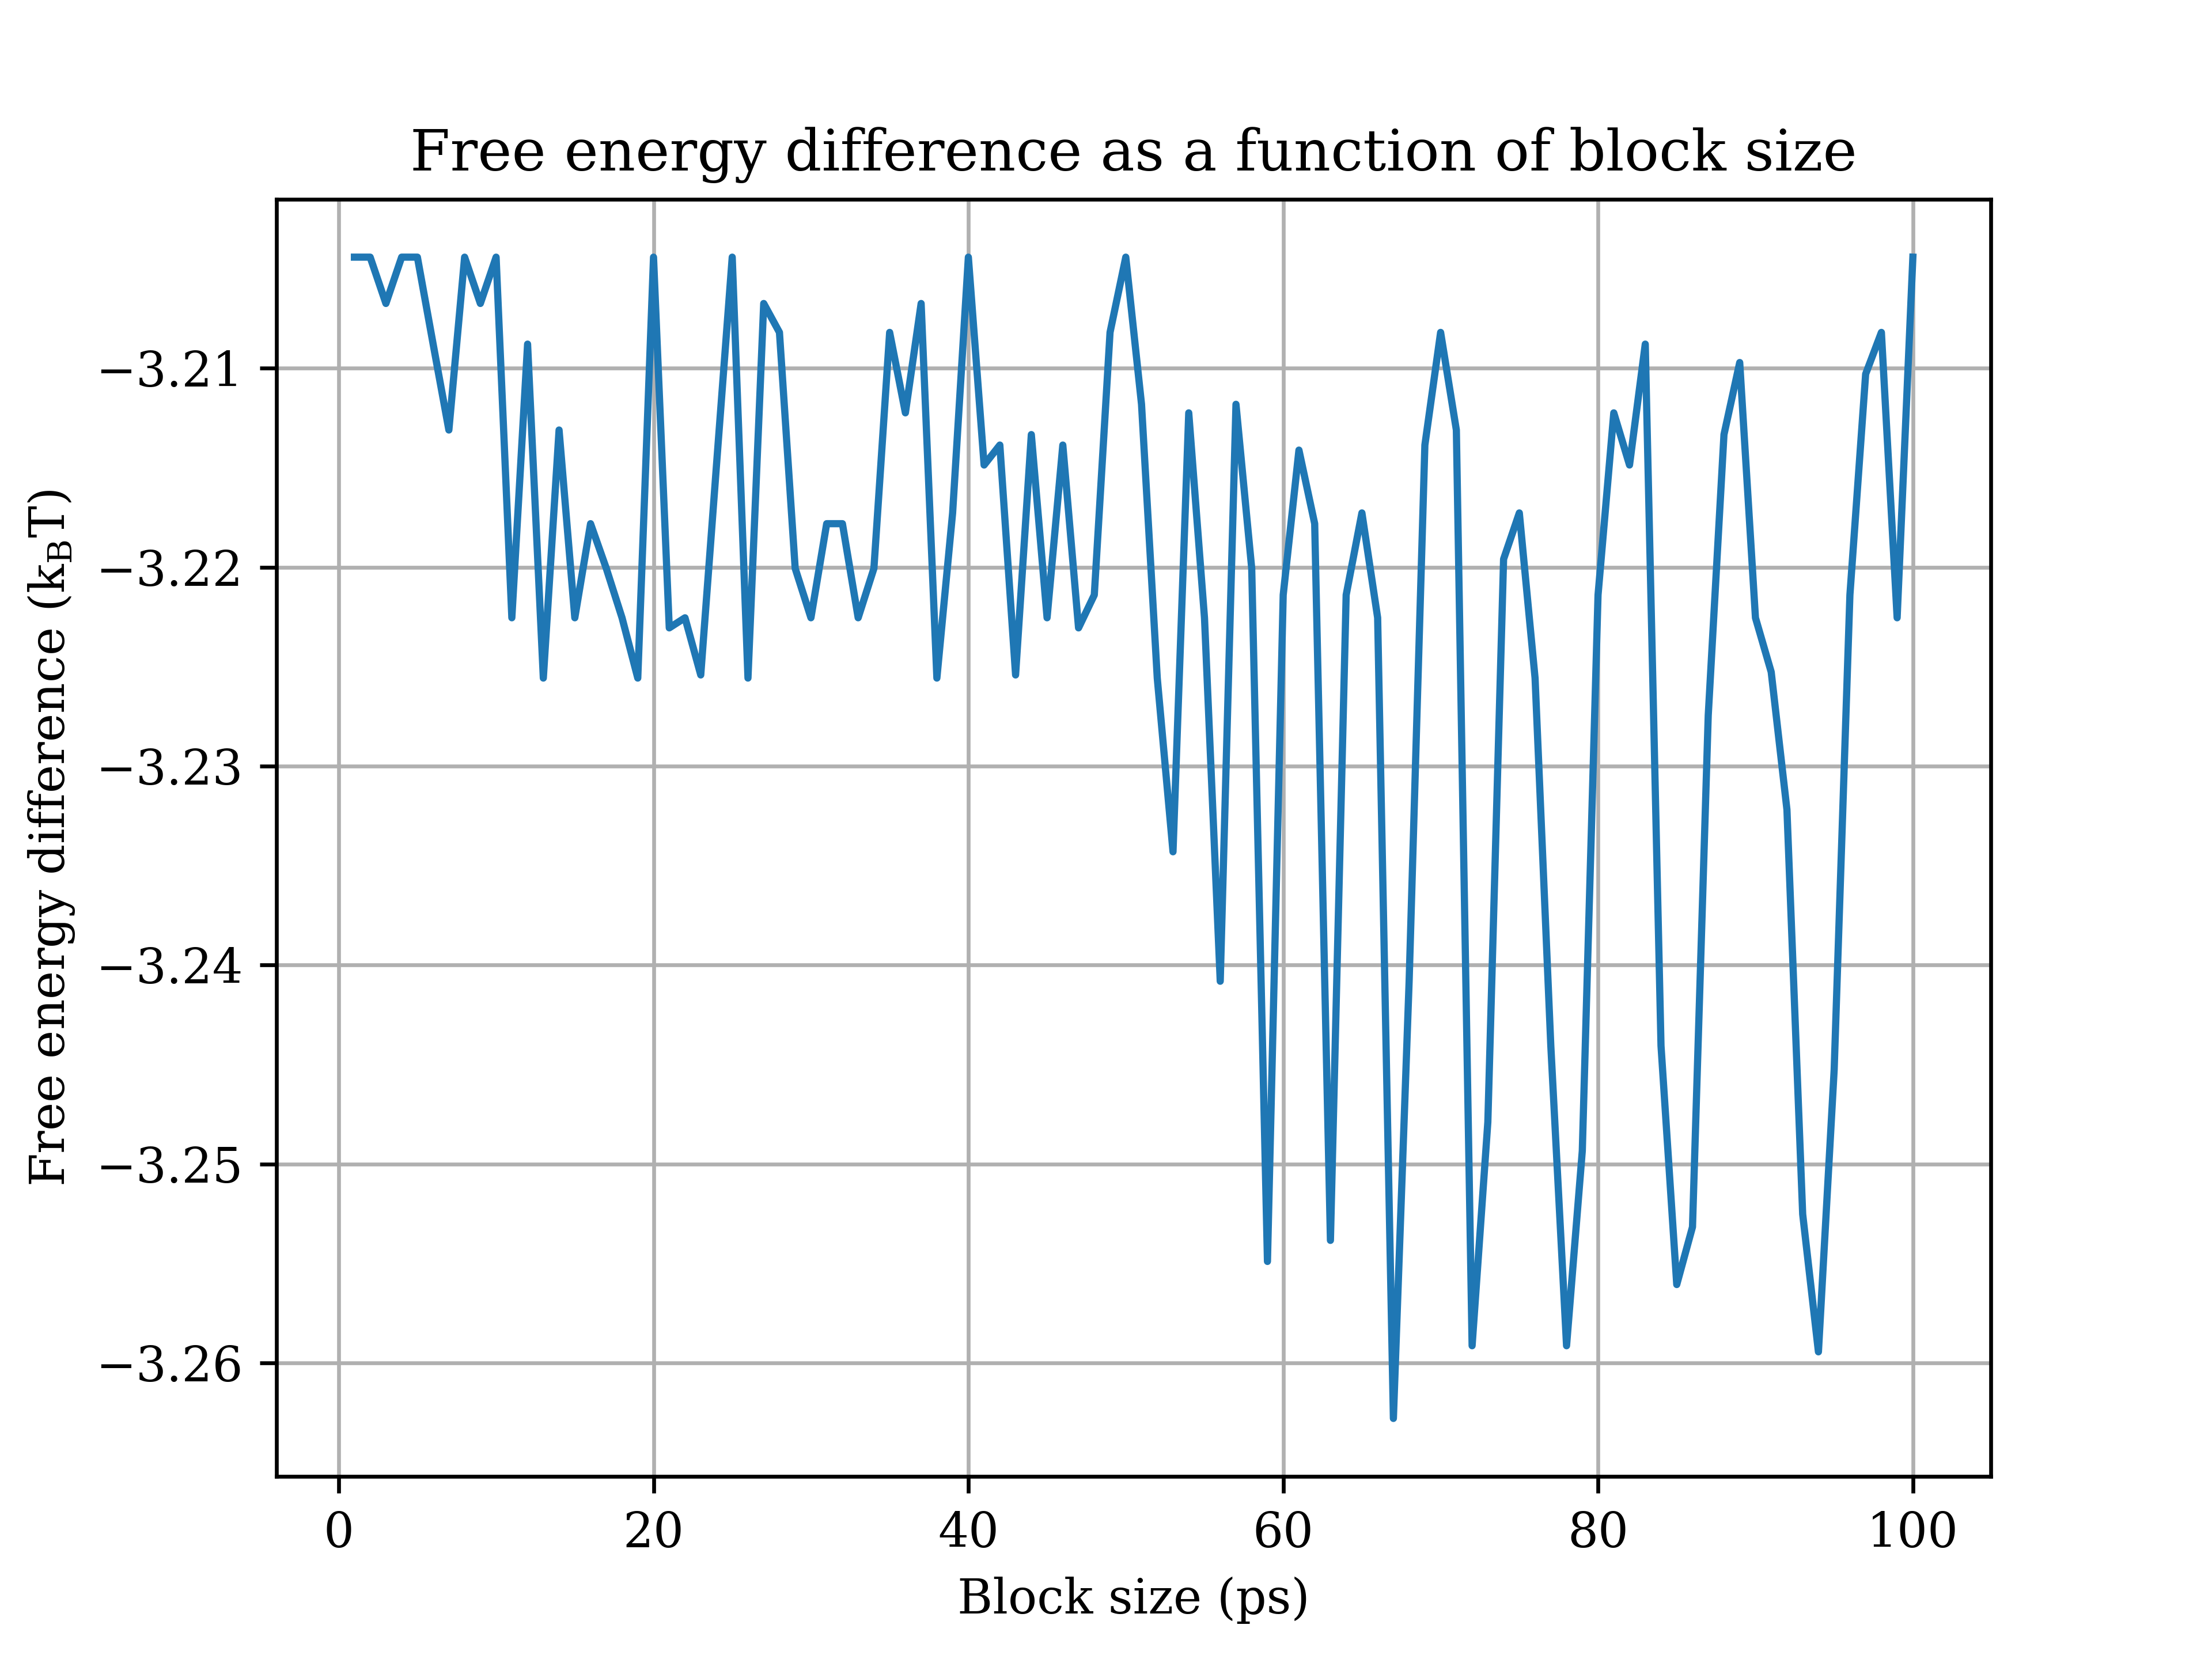 Free energy difference as a function of block size
Free energy difference (k_BT)
−3.21
−3.22
−3.23
−3.24
−3.25
−3.26
0 20 40 60 80 100
Block size (ps)